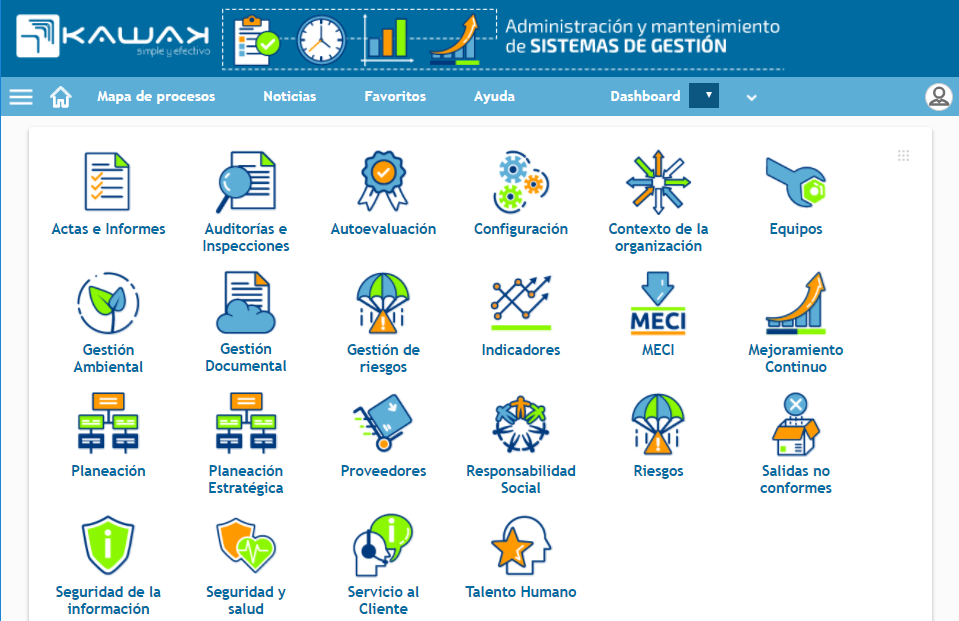 KAWAK
simple y efectivo
Administración y mantenimiento
de SISTEMAS DE GESTIÓN
Mapa de procesos
Noticias
Favoritos
Ayuda
Dashboard
Actas e Informes
Auditorías e
Inspecciones
Autoevaluación
Configuración
Contexto de la
organización
Equipos
Gestión
Ambiental
Gestión
Documental
Gestión de
riesgos
Indicadores
MECI
MECI
Mejoramiento
Continuo
Planeación
Planeación
Estratégica
Proveedores
Responsabilidad
Social
Riesgos
Salidas no
conformes
Seguridad de la
información
Seguridad y
salud
Servicio al
Cliente
Talento Humano